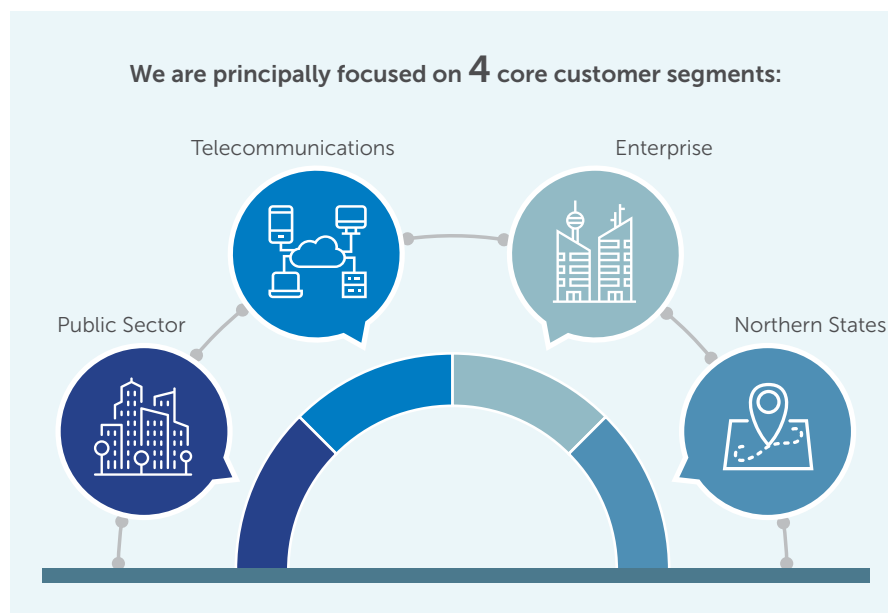 We are principally focused on 4 core customer segments:
Telecommunications
Enterprise
Public Sector
Northern States